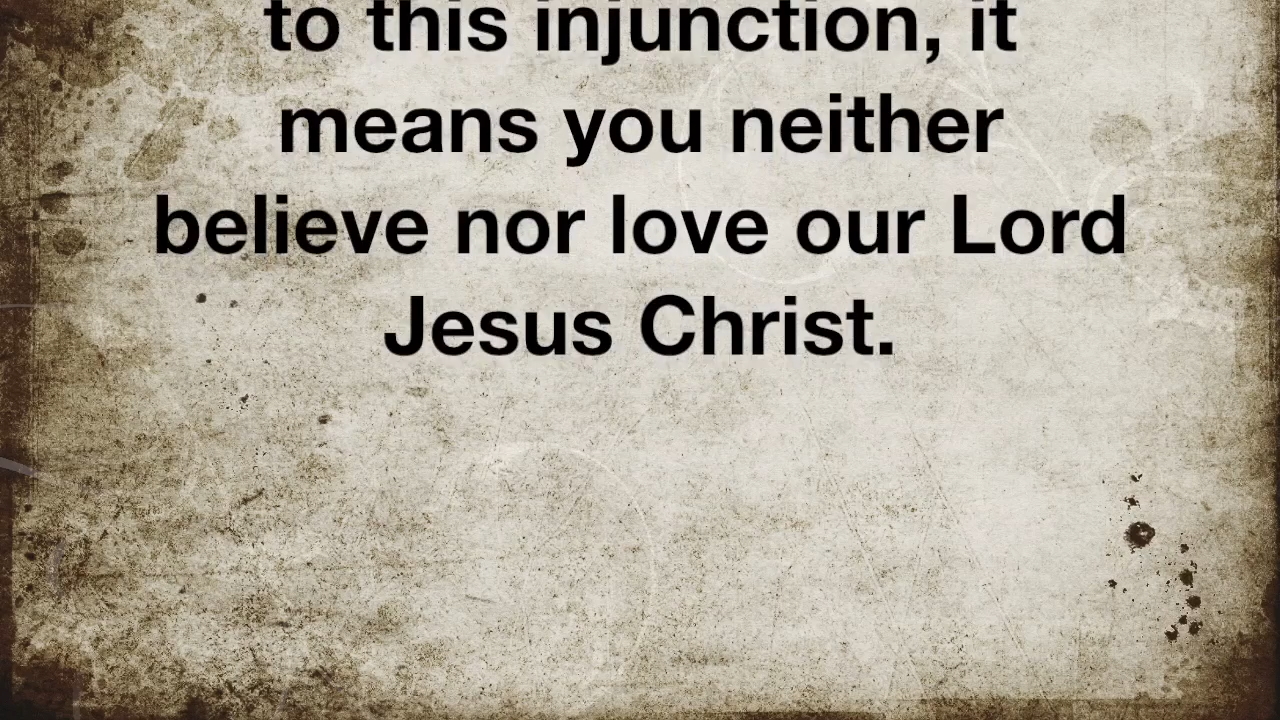 to this injunction, it
means you neither
believe nor love our Lord
Jesus Christ.